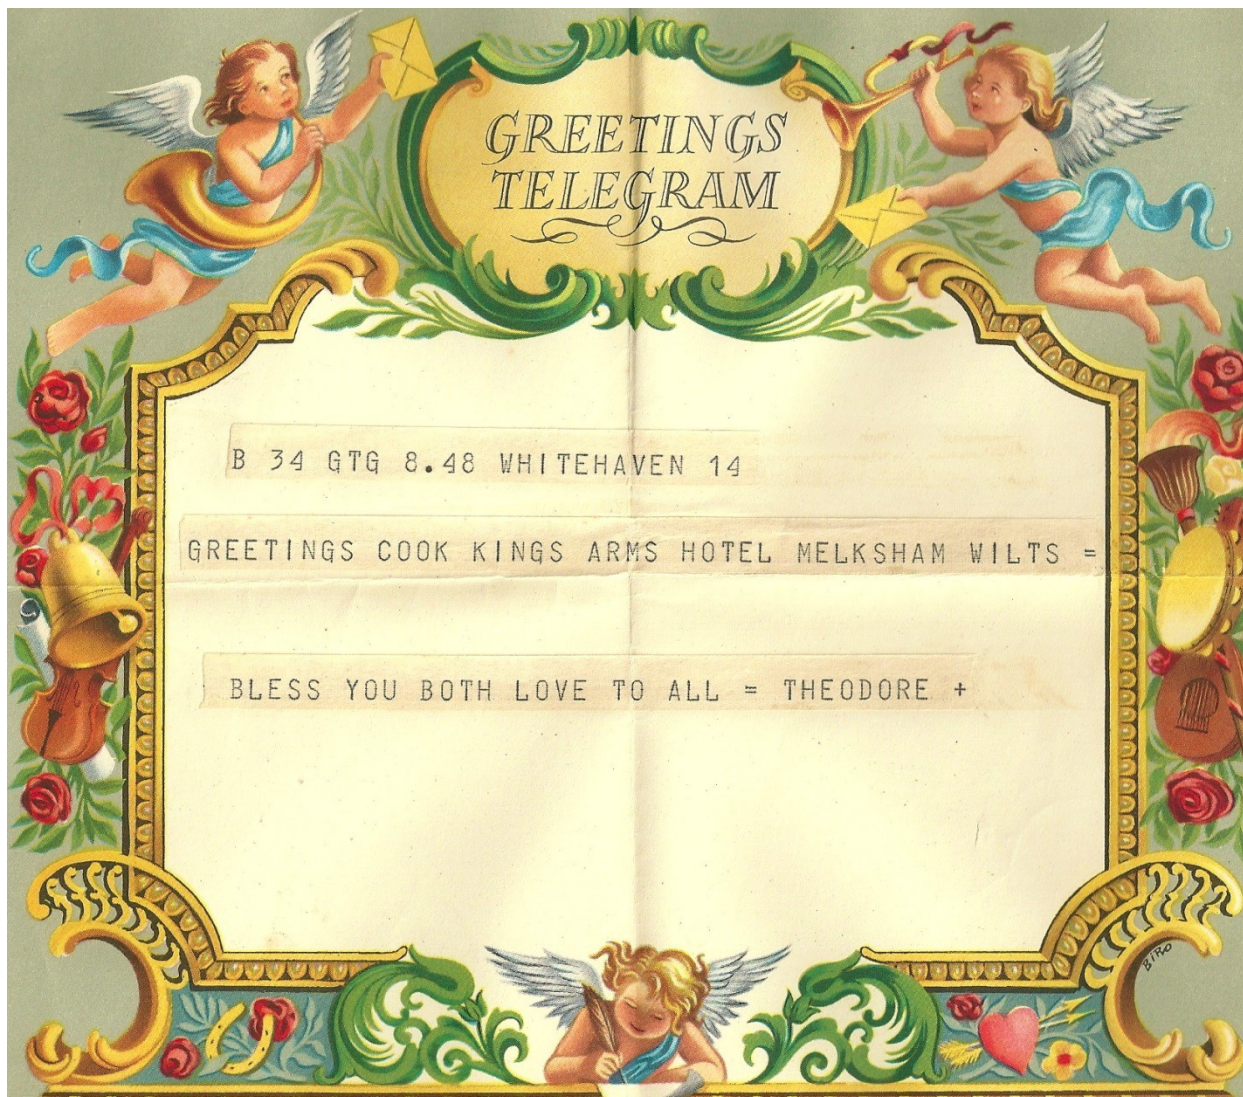 GREETINGS
TELEGRAM
B 34 GTG 8.48 WHITEHAVEN 14
GREETINGS COOK KINGS ARMS HOTEL MELKSHAM WILTS =
BLESS YOU BOTH LOVE TO ALL = THEODORE +
BIRO